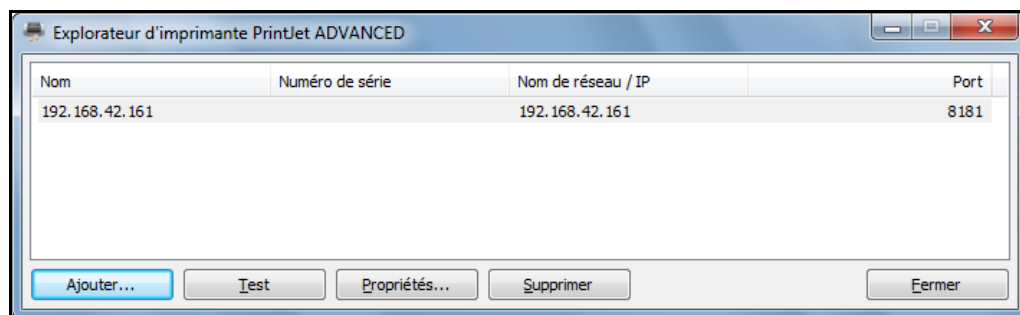 Explorateur d'imprimante PrintJet ADVANCED
Nom Numéro de série Nom de réseau / IP Port
192.168.42.161 192.168.42.161 8181
Ajouter... Test Propriétés... Supprimer Fermer